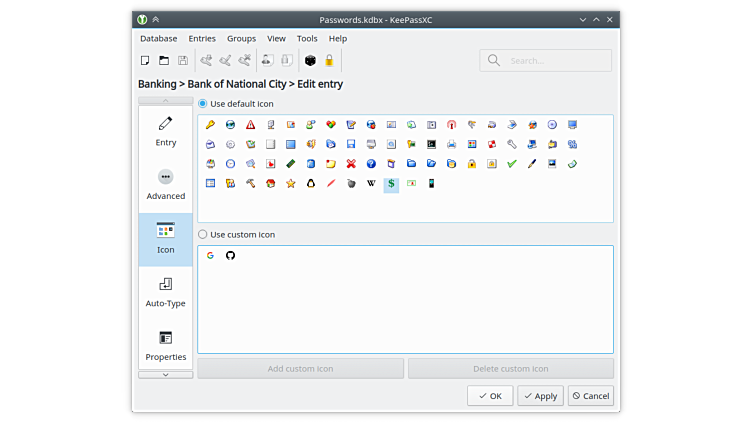 Passwords.kdbx - KeePassXC
Database Entries Groups View Tools Help
Search...
Banking > Bank of National City > Edit entry
Entry
Advanced
Icon
Auto-Type
Properties
Use default icon
Use custom icon
Add custom icon Delete custom icon
OK Apply Cancel